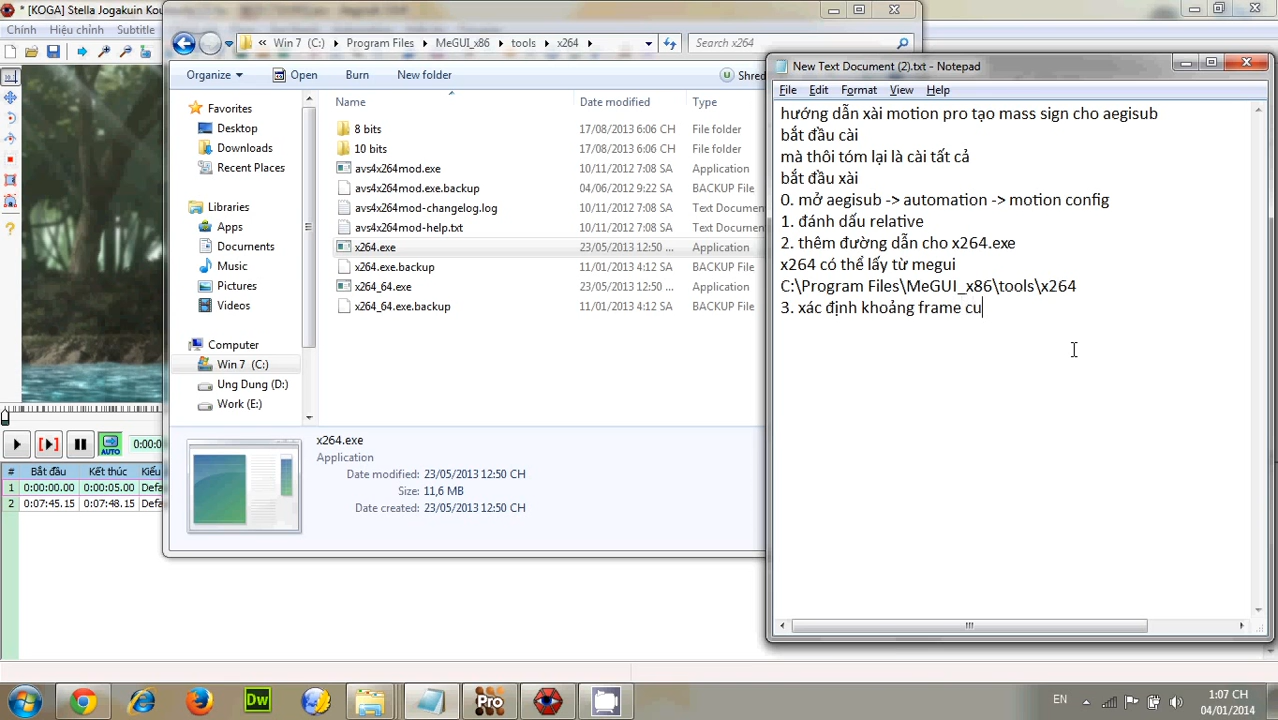 * [KOGA] Stella Jogakuin Kou
Chính Hiệu chỉnh Subtitle
Win 7 (C:) Program Files MeGUI_x86 tools x264
Search x264
Organize Open Burn New folder Shred
Favorites
Desktop
Downloads
Recent Places
Libraries
Apps
Documents
Music
Pictures
Videos
Computer
Win 7 (C:)
Ung Dung (D:)
Work (E:)
Name Date modified Type
8 bits 17/08/2013 6:06 CH File folder
10 bits 17/08/2013 6:06 CH File folder
avs4x264mod.exe 10/11/2012 7:08 SA Application
avs4x264mod.exe.backup 04/06/2012 9:22 SA BACKUP File
avs4x264mod-changelog.log 10/11/2012 7:08 SA Text Documen
avs4x264mod-help.txt 10/11/2012 7:08 SA Text Documen
x264.exe 23/05/2013 12:50 ... Application
x264.exe.backup 11/01/2013 4:12 SA BACKUP File
x264_64.exe 23/05/2013 12:50 ... Application
x264_64.exe.backup 11/01/2013 4:12 SA BACKUP File
x264.exe
Application
Date modified: 23/05/2013 12:50 CH
Size: 11,6 MB
Date created: 23/05/2013 12:50 CH
New Text Document (2).txt - Notepad
File Edit Format View Help
hướng dẫn xài motion pro tạo mass sign cho aegisub
bắt đầu cài
mà thôi tóm lại là cài tất cả
bắt đầu xài
0. mở aegisub -> automation -> motion config
1. đánh dấu relative
2. thêm đường dẫn cho x264.exe
x264 có thể lấy từ megui
C:\Program Files\MeGUI_x86\tools\x264
3. xác định khoảng frame cu
AUTO 0:00:0
# Bắt đầu Kết thúc Kiểu
1 0:00:00.00 0:00:05.00 Defa
2 0:07:45.15 0:07:48.15 Defa
Dw Pro
EN
1:07 CH
04/01/2014